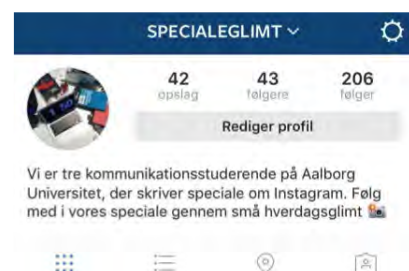 SPECIALEGLIMT
42 43 206
opslag følgere følger
Rediger profil
Vi er tre kommunikationsstuderende på Aalborg
Universitet, der skriver speciale om Instagram. Følg
med i vores speciale gennem små hverdagsglimt